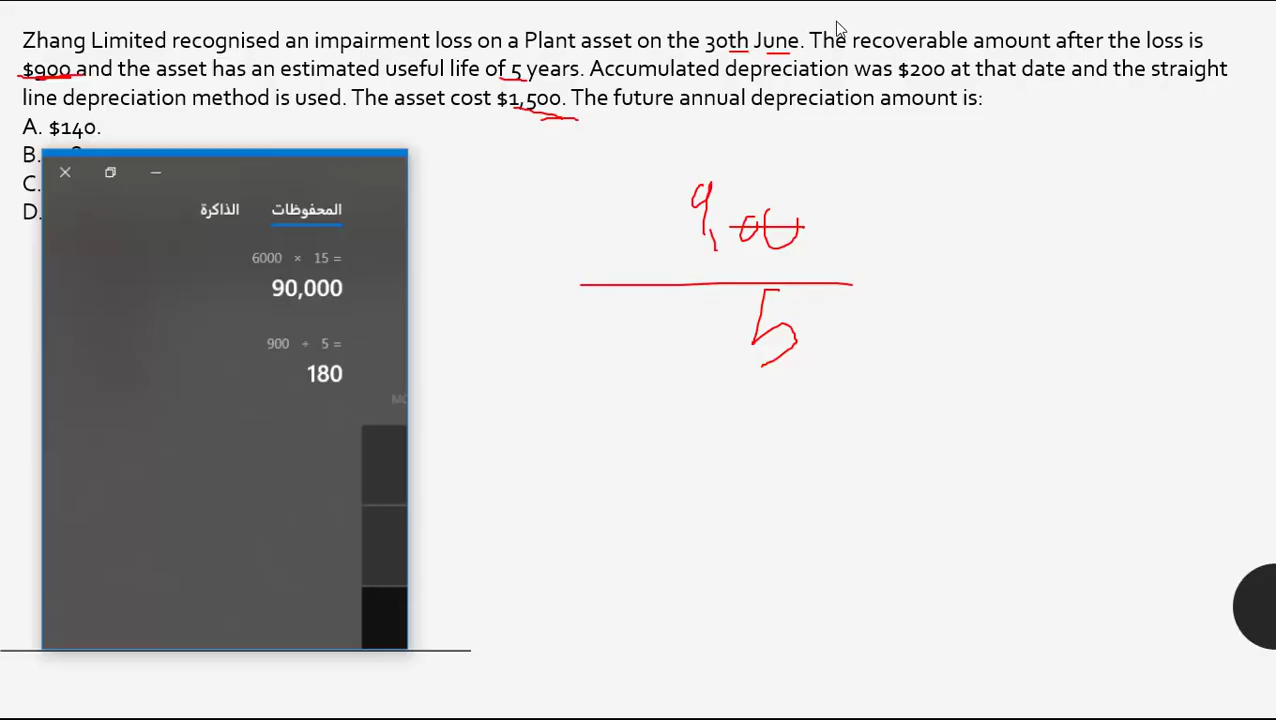 Zhang Limited recognised an impairment loss on a Plant asset on the 30th June. The recoverable amount after the loss is
$900 and the asset has an estimated useful life of 5 years. Accumulated depreciation was $200 at that date and the straight
line depreciation method is used. The asset cost $1,500. The future annual depreciation amount is:
A. $140.
B.
C.
D.
المحفوظات
الذاكرة
6000 × 15 =
90,000
900 ÷ 5 =
180
9,00
5